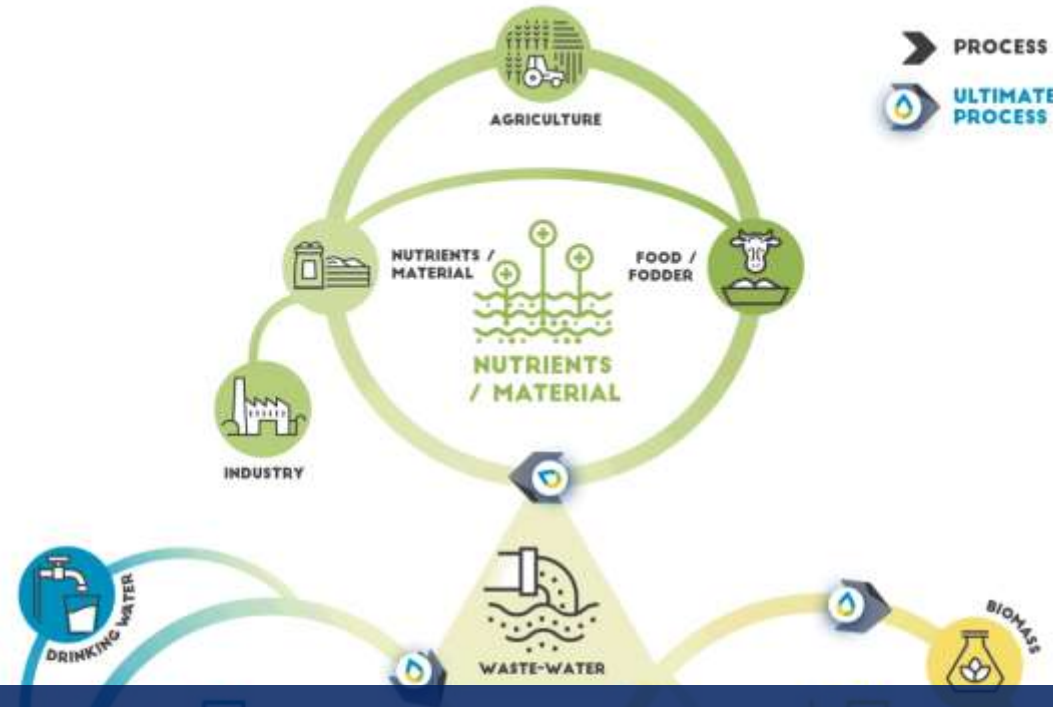 PROCESS
ULTIMATE
PROCESS
AGRICULTURE
NUTRIENTS /
MATERIAL
FOOD /
FODDER
NUTRIENTS
/ MATERIAL
INDUSTRY
DRINKING WATER
WASTE-WATER
BIOMASS